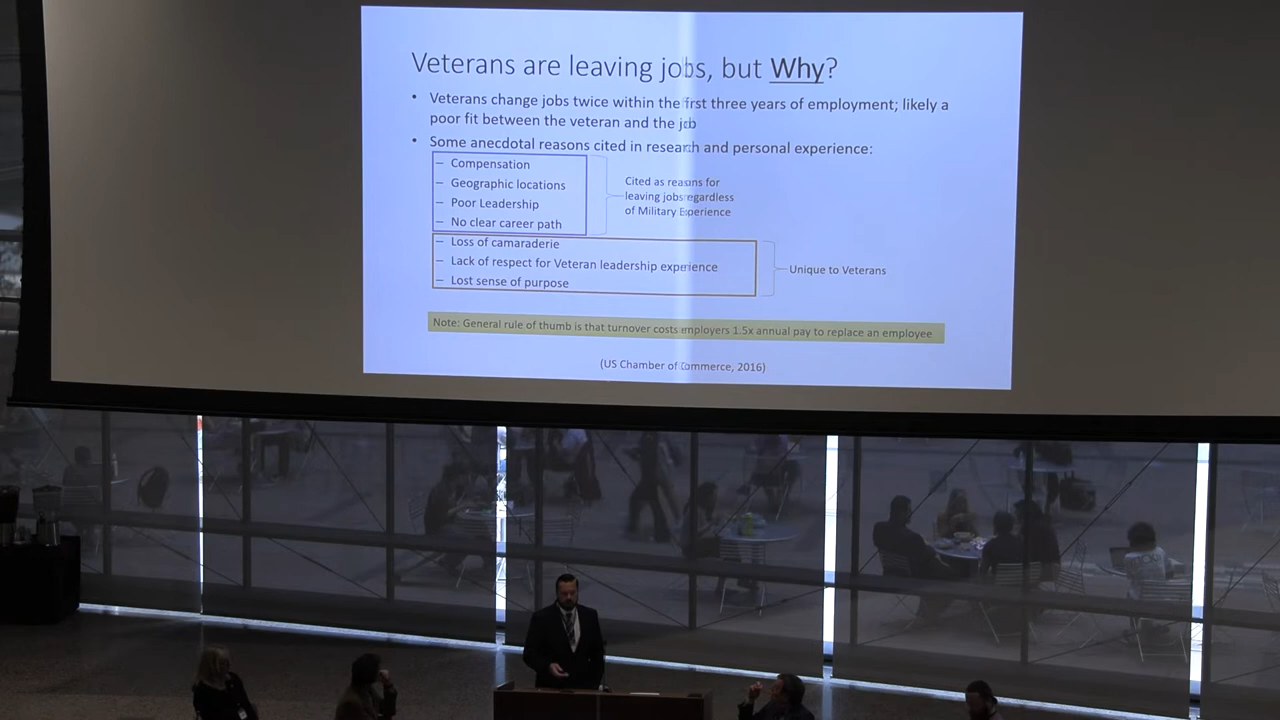 Veterans are leaving jobs, but Why?
• Veterans change jobs twice within the frst three years of employment; likely a
poor fit between the veteran and the job
• Some anecdotal reasons cited in research and personal experience:
– Compensation
– Geographic locations
– Poor Leadership
– No clear career path
Cited as reasons for
leaving jobs regardless
of Military Experience
– Loss of camaraderie
– Lack of respect for Veteran leadership experience
– Lost sense of purpose
Unique to Veterans
Note: General rule of thumb is that turnover costs employers 1.5x annual pay to replace an employee
(US Chamber of Commerce, 2016)